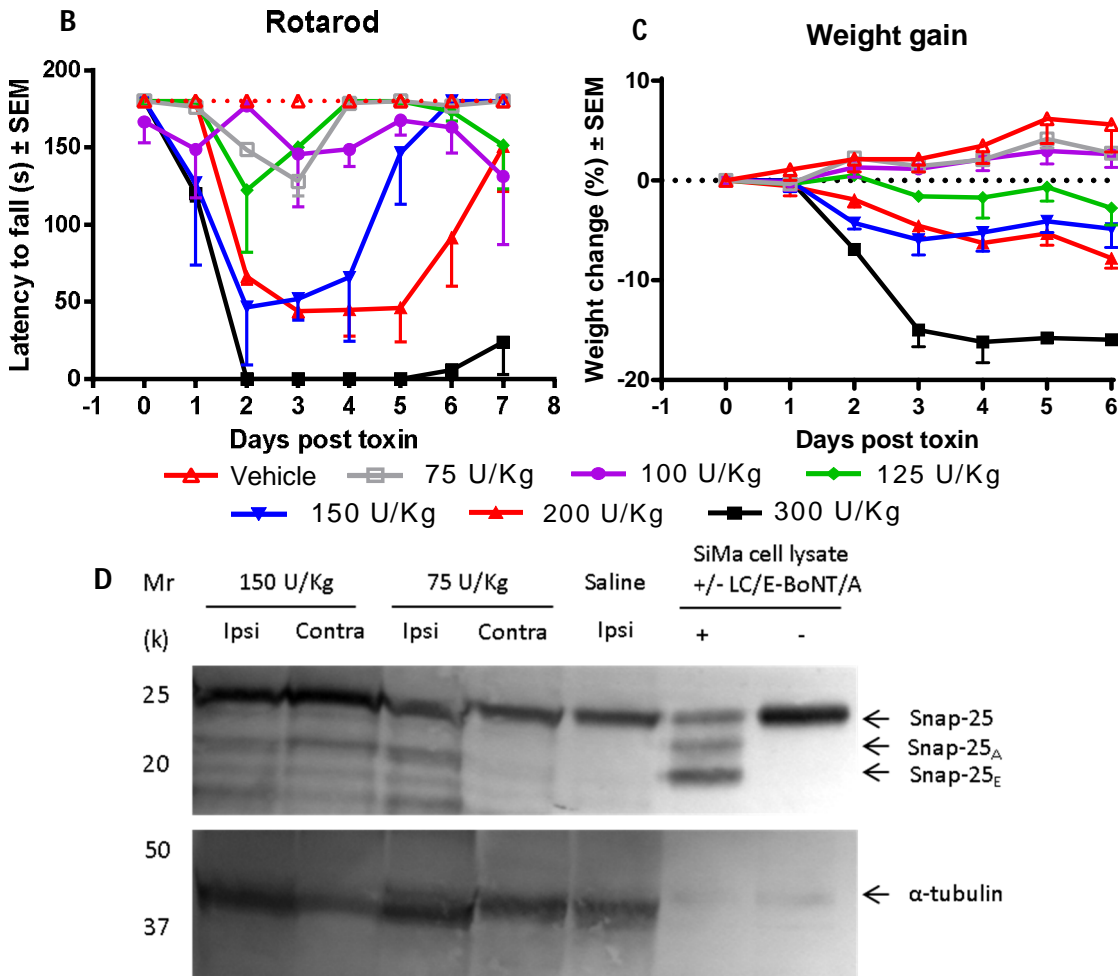 B
Rotarod
Latency to fall (s) ± SEM
200
150
100
50
0
-1 0 1 2 3 4 5 6 7 8
Days post toxin
C
Weight gain
Weight change (%) ± SEM
10
0
-10
-20
-1 0 1 2 3 4 5 6
Days post toxin
Vehicle 75 U/Kg 100 U/Kg 125 U/Kg
150 U/Kg 200 U/Kg 300 U/Kg
D
Mr 150 U/Kg 75 U/Kg Saline SiMa cell lysate
+/- LC/E-BoNT/A
(k) Ipsi Contra Ipsi Contra Ipsi + -
25
20
← Snap-25
← Snap-25A
← Snap-25E
50
37
← α-tubulin